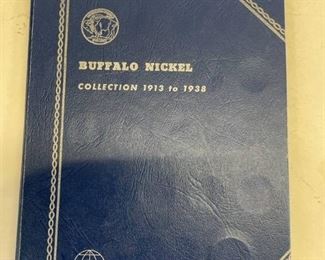 BUFFALO NICKEL
COLLECTION 1913 to 1938